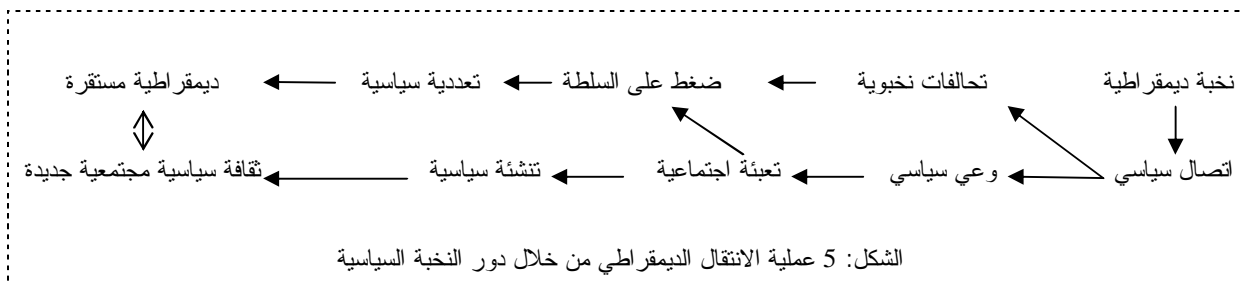 نخبة ديمقراطية تحالفات نخبوية ضغط على السلطة تعددية سياسية ديمقراطية مستقرة
اتصال سياسي وعي سياسي تعبئة اجتماعية تنشئة سياسية ثقافة سياسية مجتمعية جديدة
الشكل: 5 عملية الانتقال الديمقراطي من خلال دور النخبة السياسية